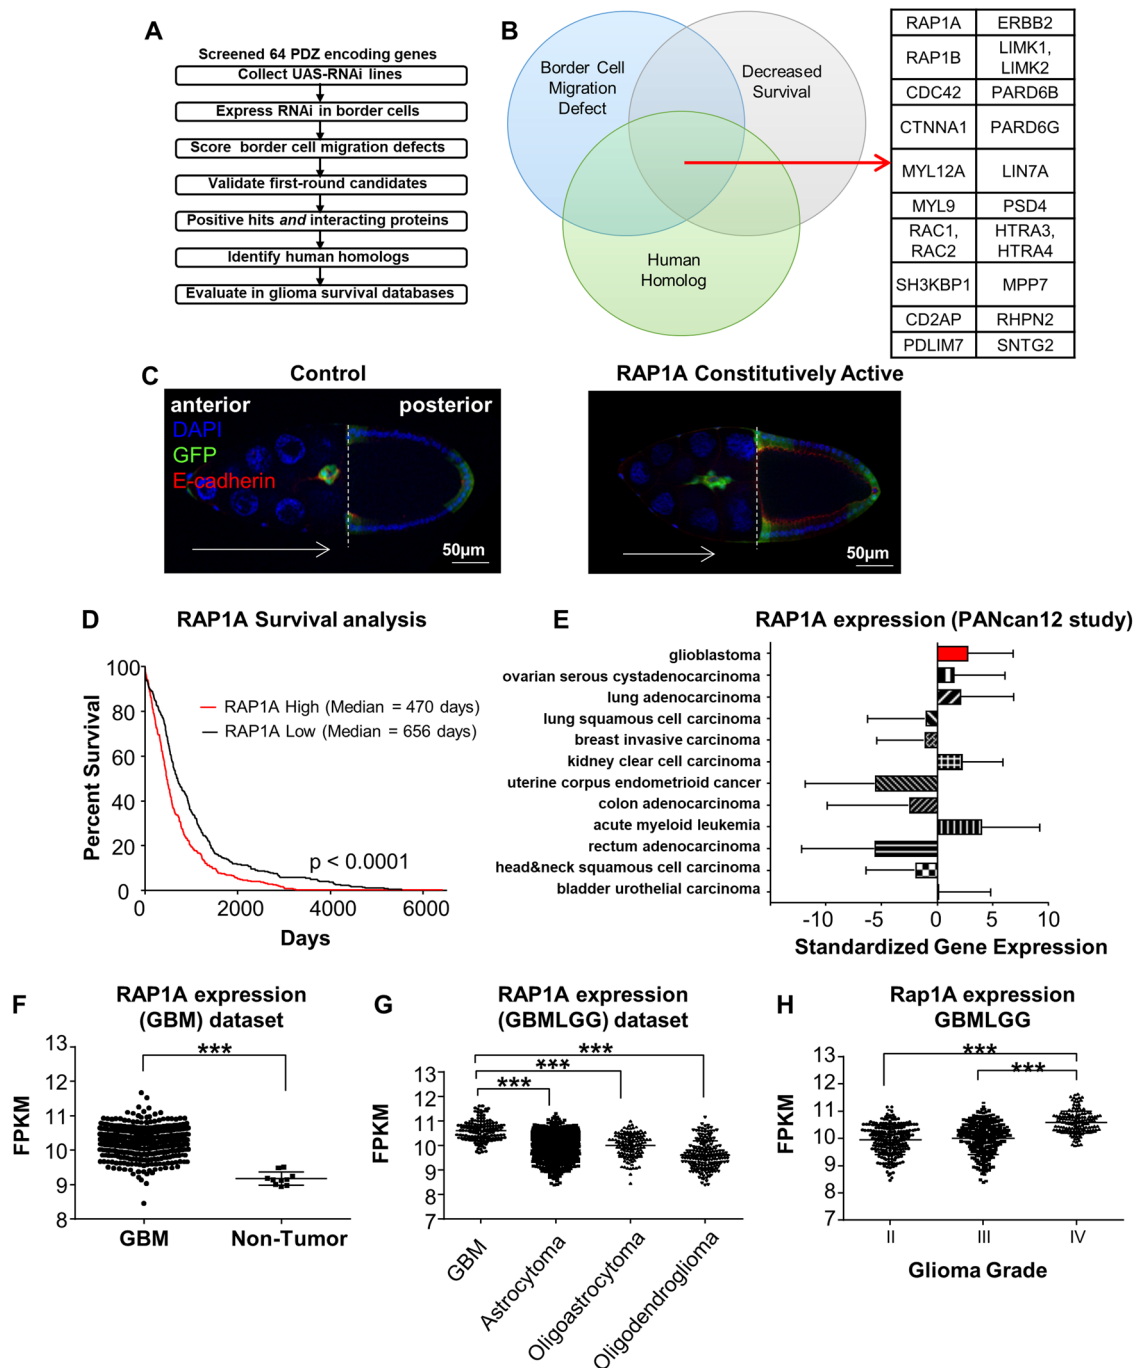 A
Screened 64 PDZ encoding genes
Collect UAS-RNAi lines
Express RNAi in border cells
Score border cell migration defects
Validate first-round candidates
Positive hits and interacting proteins
Identify human homologs
Evaluate in glioma survival databases
B
Border Cell
Migration
Defect
Decreased
Survival
Human
Homolog
RAP1A ERBB2
RAP1B LIMK1,
LIMK2
CDC42 PARD6B
CTNNA1 PARD6G
MYL12A LIN7A
MYL9 PSD4
RAC1, HTRA3,
RAC2 HTRA4
SH3KBP1 MPP7
CD2AP RHPN2
PDLIM7 SNTG2
C
Control
anterior posterior
DAPI
GFP
E-cadherin
50µm
RAP1A Constitutively Active
50µm
D
RAP1A Survival analysis
Percent Survival
100
80
60
40
20
0
RAP1A High (Median = 470 days)
RAP1A Low (Median = 656 days)
p < 0.0001
0 2000 4000 6000
Days
E
RAP1A expression (PANcan12 study)
glioblastoma
ovarian serous cystadenocarcinoma
lung adenocarcinoma
lung squamous cell carcinoma
breast invasive carcinoma
kidney clear cell carcinoma
uterine corpus endometrioid cancer
colon adenocarcinoma
acute myeloid leukemia
rectum adenocarcinoma
head&neck squamous cell carcinoma
bladder urothelial carcinoma
-10 -5 0 5 10
Standardized Gene Expression
F
RAP1A expression
(GBM) dataset
FPKM
13
12
11
10
9
8
***
GBM Non-Tumor
G
RAP1A expression
(GBMLGG) dataset
FPKM
13
12
11
10
9
8
7
***
***
***
GBM
Astrocytoma
Oligoastrocytoma
Oligodendroglioma
H
Rap1A expression
GBMLGG
FPKM
13
12
11
10
9
8
7
***
***
II III IV
Glioma Grade